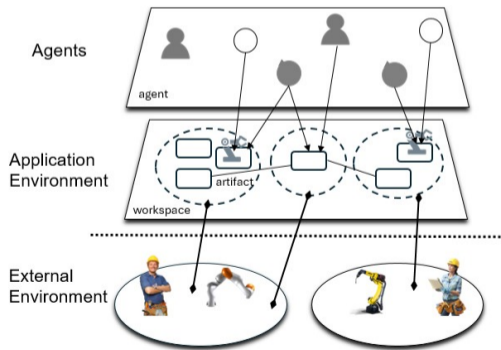 Agents
agent
Application
Environment
artifact
workspace
External
Environment